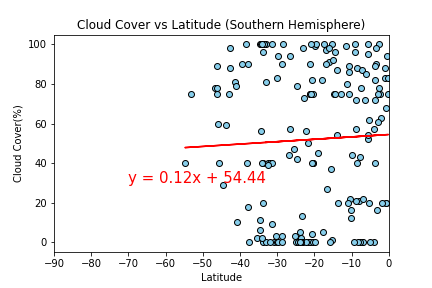 Cloud Cover vs Latitude (Southern Hemisphere)
100
80
60
40
20
0
Cloud Cover(%)
y = 0.12x + 54.44
−90 −80 −70 −60 −50 −40 −30 −20 −10 0
Latitude